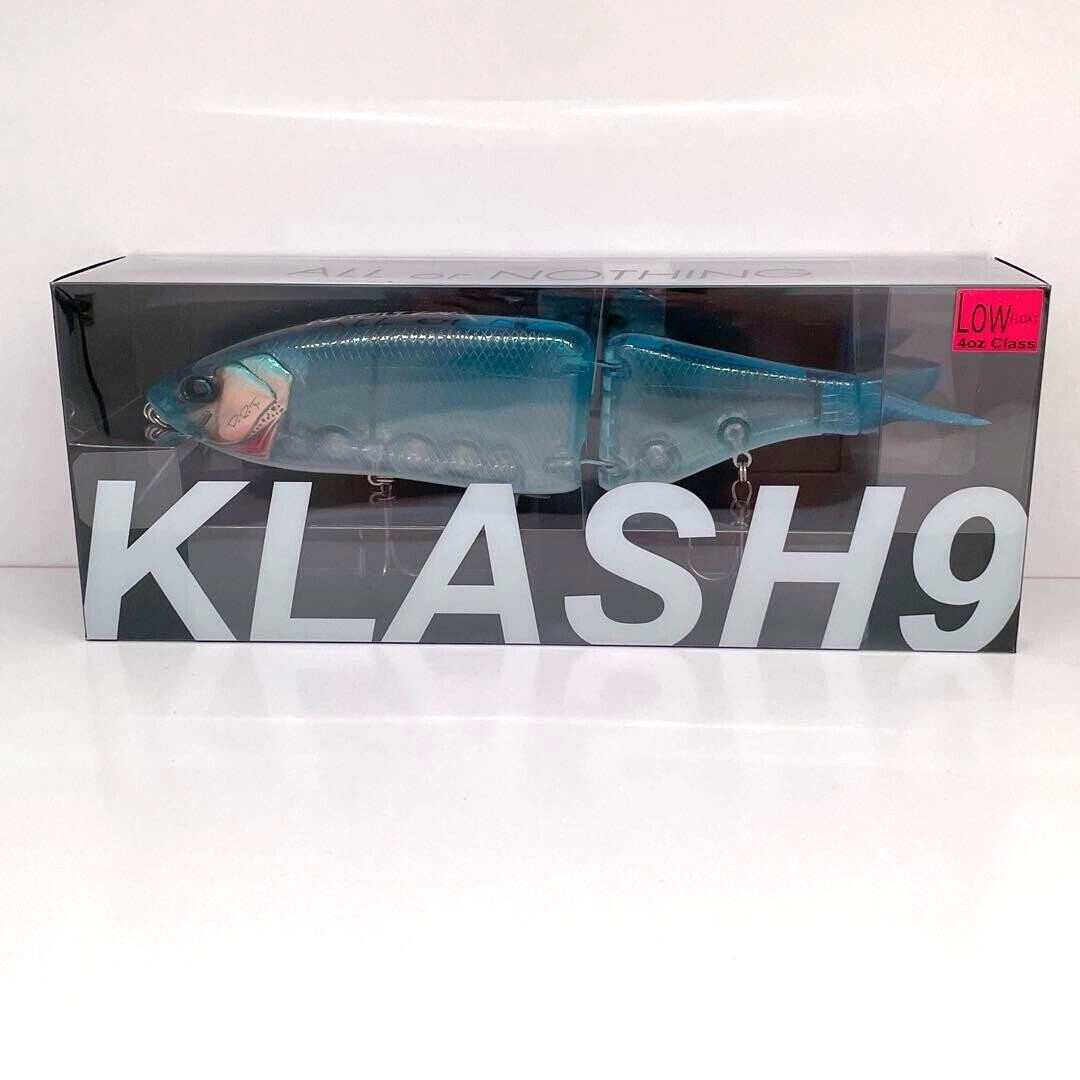 ALL or NOTHING
LOW FLOAT
4oz Class
KLASH9